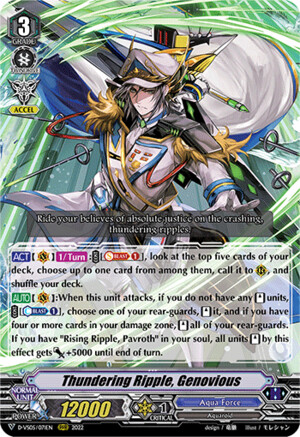 3
GRADE
ACCEL
Ride your believes of absolute justice on the crashing,
thundering ripples.
ACT 1/Turn BLAST 1 , look at the top five cards of your
deck, choose up to one card from among them, call it to , and
shuffle your deck.
AUTO :When this unit attacks, if you do not have any units,
BLAST 1 , choose one of your rear-guards, it, and if you have
four or more cards in your damage zone, all of your rear-guards.
If you have "Rising Ripple, Pavroth" in your soul, all units by this
effect gets +5000 until end of turn.
Thundering Ripple, Genovious
NORMAL
UNIT
POWER
12000
1
CRITICAL
Aqua Force
Aquaroid
D-VS05/071EN
2022
design
illust